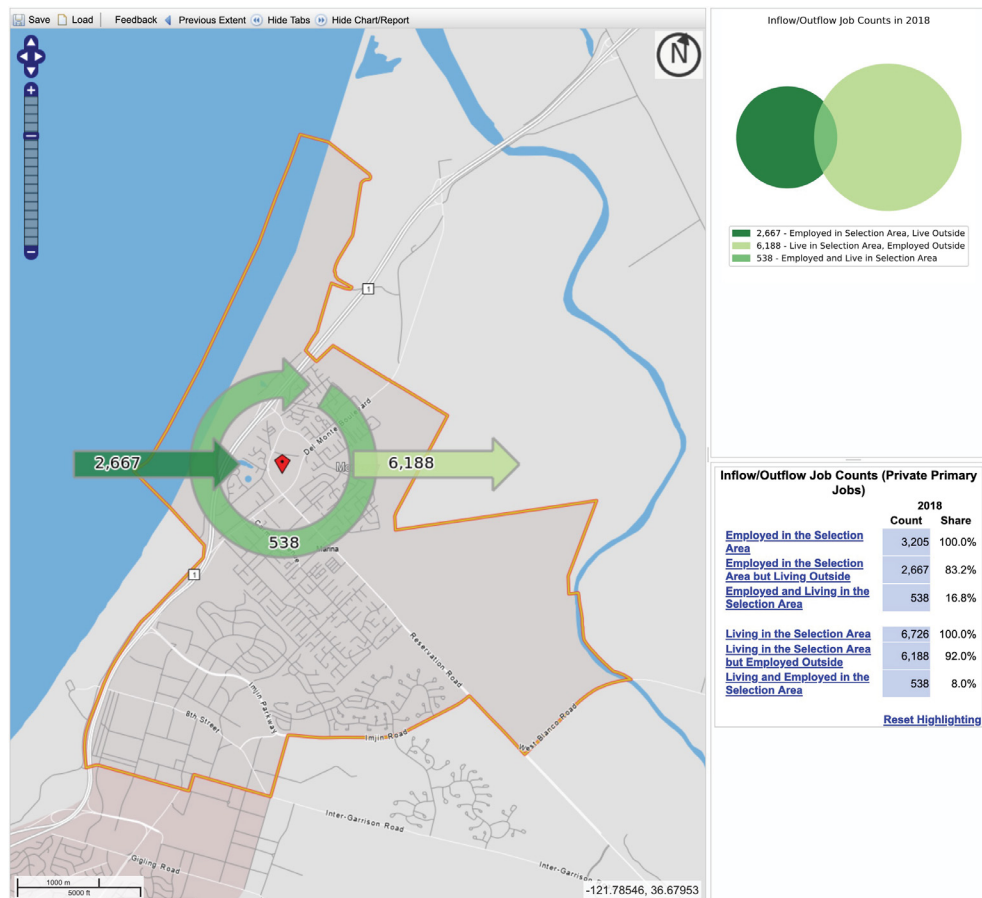 Save Load Feedback Previous Extent Hide Tabs Hide Chart/Report
N
1
Del Monte Boulevard
2,667
6,188
538
1
Reservation Road
Imjin Parkway
8th Street
Imjin Road
West Blanco Road
Inter-Garrison Road
Inter-Garrison
Gigling Road
1000 m
5000 ft
-121.78546, 36.67953
Inflow/Outflow Job Counts in 2018
2,667 - Employed in Selection Area, Live Outside
6,188 - Live in Selection Area, Employed Outside
538 - Employed and Live in Selection Area
Inflow/Outflow Job Counts (Private Primary
Jobs)
2018
Count Share
Employed in the Selection
Area 3,205 100.0%
Employed in the Selection
Area but Living Outside 2,667 83.2%
Employed and Living in the
Selection Area 538 16.8%
Living in the Selection Area 6,726 100.0%
Living in the Selection Area
but Employed Outside 6,188 92.0%
Living and Employed in the
Selection Area 538 8.0%
Reset Highlighting